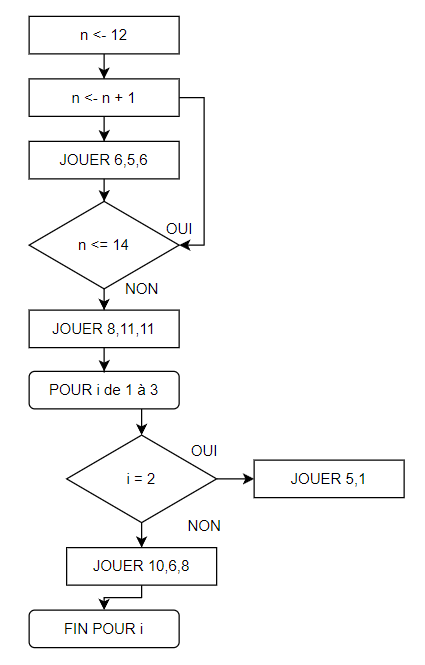 n <- 12
n <- n + 1
JOUER 6,5,6
OUI
n <= 14
NON
JOUER 8,11,11
POUR i de 1 à 3
OUI
i = 2
JOUER 5,1
NON
JOUER 10,6,8
FIN POUR i